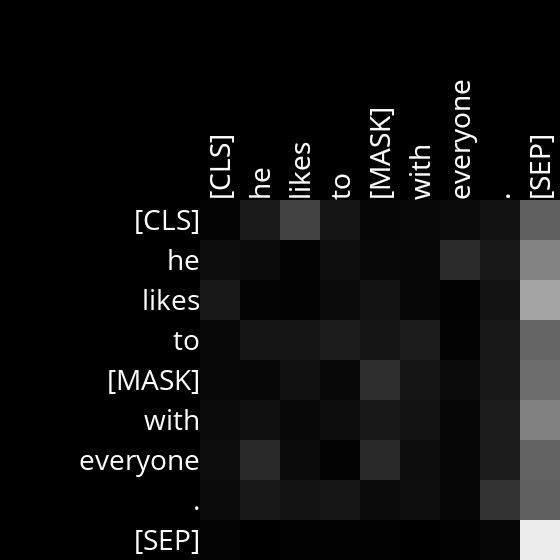 [CLS]
he
likes
to
[MASK]
with
everyone
.
[SEP]
[CLS]
he
likes
to
[MASK]
with
everyone
.
[SEP]